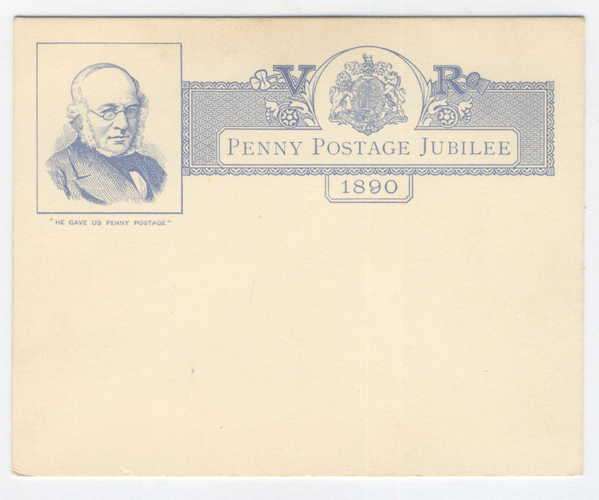 V R
PENNY POSTAGE JUBILEE
1890
"HE GAVE US PENNY POSTAGE."